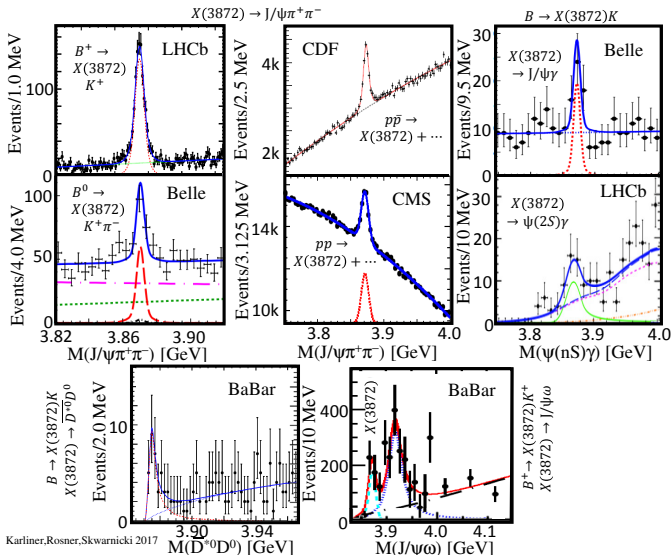 X(3872) → J/ψπ⁺π⁻
B → X(3872)K
B⁺ →
X(3872)
K⁺
LHCb
Events/1.0 MeV
100
0
CDF
Events/2.5 MeV
4k
2k
pp̄ →
X(3872) + ···
X(3872)
→ J/ψγ
Belle
Events/9.5 MeV
30
20
10
0
B⁰ →
X(3872)
K⁺π⁻
Belle
Events/4.0 MeV
100
50
0
3.82
3.86
3.90
M(J/ψπ⁺π⁻) [GeV]
CMS
Events/3.125 MeV
14k
10k
pp →
X(3872) + ···
3.8
3.9
4.0
M(J/ψπ⁺π⁻) [GeV]
X(3872)
→ ψ(2S)γ
LHCb
Events/10 MeV
20
0
3.8
3.9
4.0
M(ψ(nS)γ) [GeV]
B → X(3872)K
X(3872) → D̄*⁰D⁰
BaBar
Events/2.0 MeV
10
0
3.90
3.94
M(D̄*⁰D⁰) [GeV]
X(3872)
BaBar
Events/10 MeV
400
200
0
3.9
4.0
4.1
M(J/ψω) [GeV]
B⁺ → X(3872)K⁺
X(3872) → J/ψω
Karliner,Rosner,Skwarnicki 2017